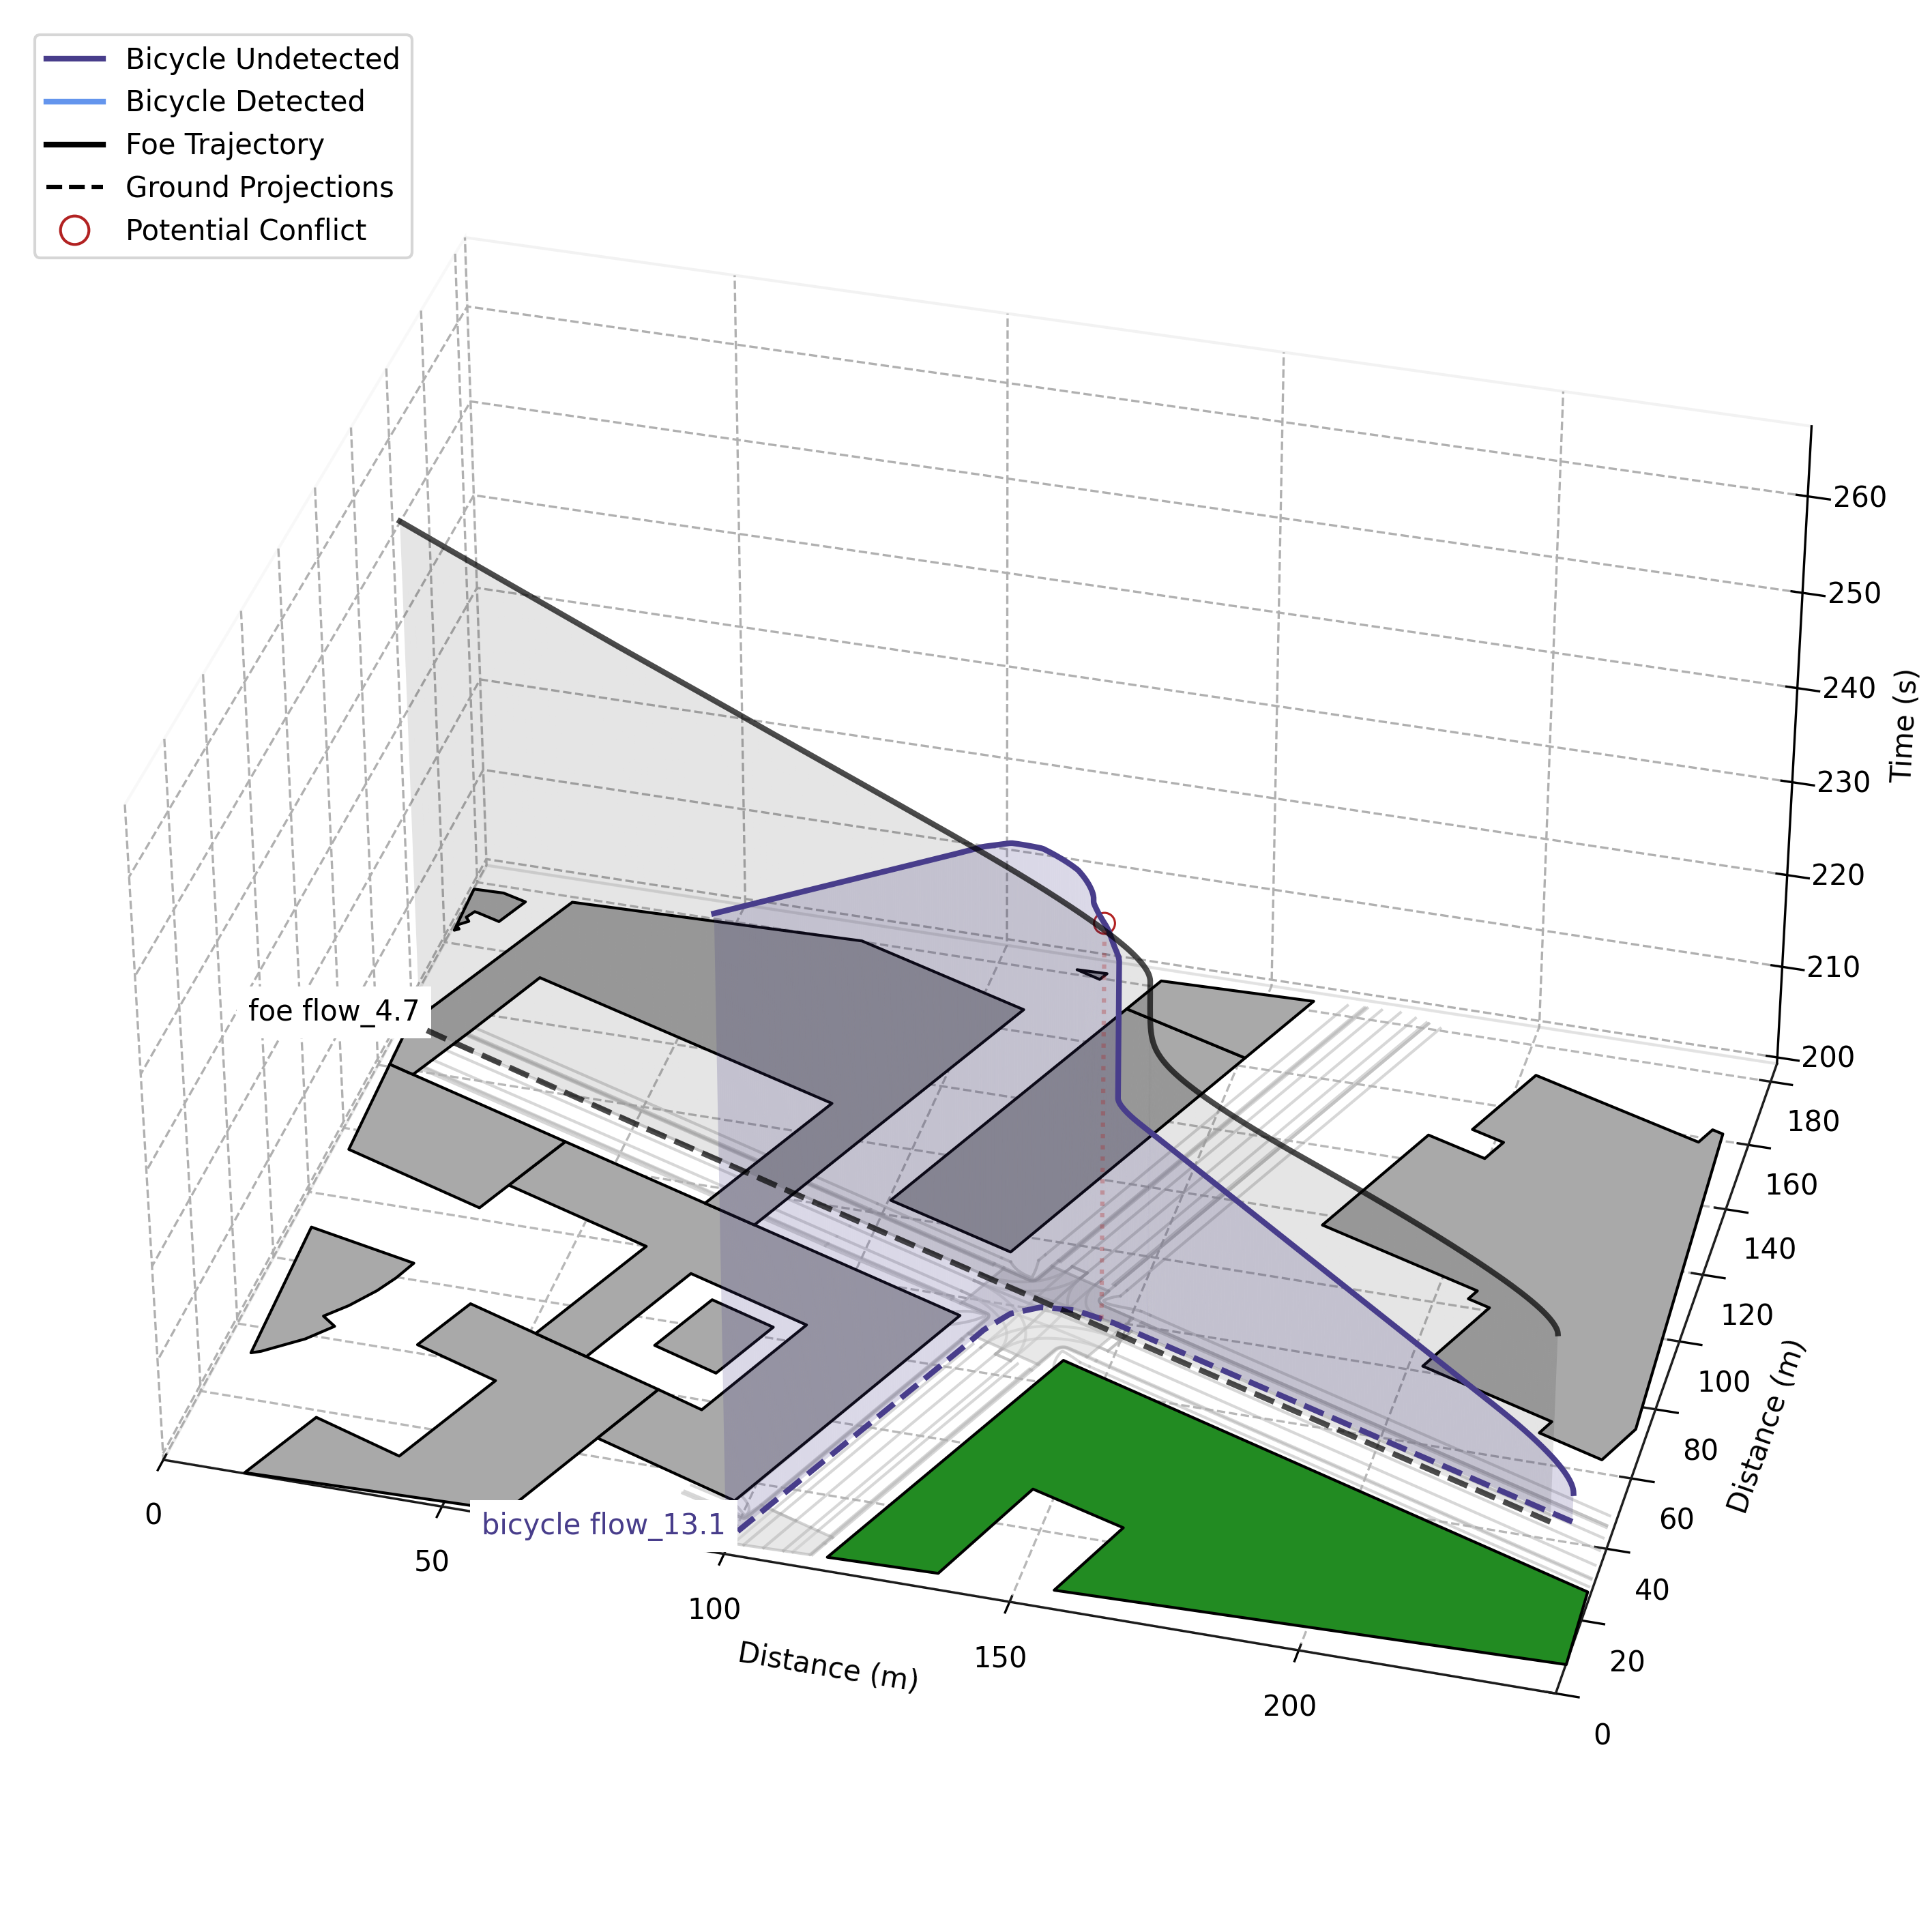 Bicycle Undetected
Bicycle Detected
Foe Trajectory
Ground Projections
Potential Conflict
260
250
240
230
220
210
200
Time (s)
180
160
140
120
100
80
60
40
20
0
Distance (m)
foe flow_4.7
bicycle flow_13.1
0
50
100
150
200
Distance (m)